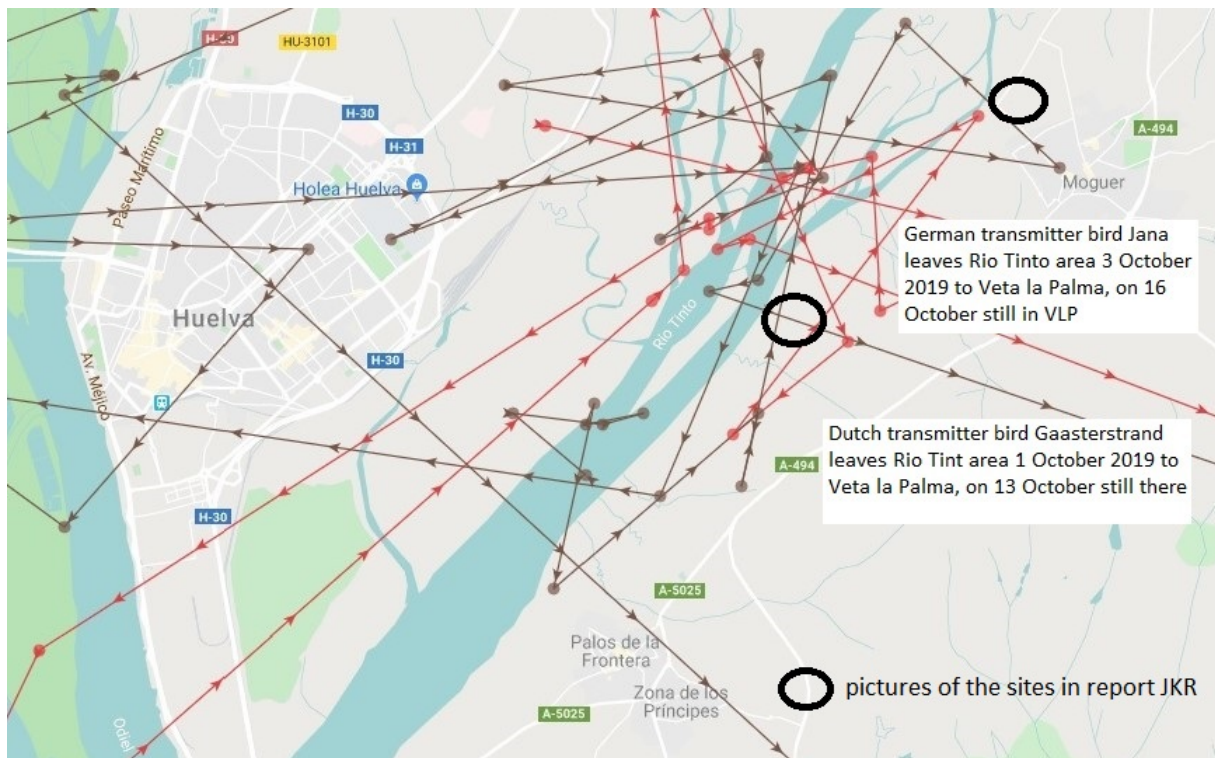 H-30
HU-3101
H-30
H-31
A-494
Paseo Marítimo
Holea Huelva
Moguer
German transmitter bird Jana
leaves Rio Tinto area 3 October
2019 to Veta la Palma, on 16
October still in VLP
Rio Tinto
Huelva
H-30
Av. Méjico
Dutch transmitter bird Gaasterstrand
leaves Rio Tint area 1 October 2019 to
Veta la Palma, on 13 October still there
A-494
H-30
A-5025
Palos de la
Frontera
Zona de los
Príncipes
pictures of the sites in report JKR
A-5025
Odiel